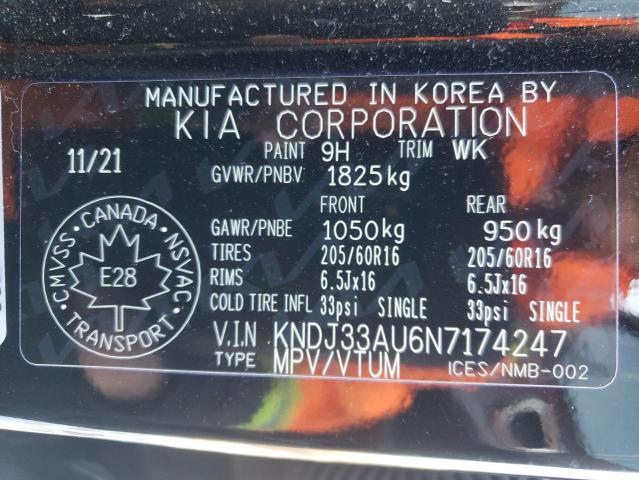 MANUFACTURED IN KOREA BY
KIA CORPORATION
11/21
PAINT 9H TRIM WK
GVWR/PNBV 1825kg
FRONT REAR
GAWR/PNBE 1050kg 950kg
TIRES 205/60R16 205/60R16
RIMS 6.5Jx16 6.5Jx16
COLD TIRE INFL 33psi SINGLE 33psi SINGLE
V.I.N KNDJ33AU6N7174247
TYPE MPV/VTUM ICES/NMB-002
CMVSS · CANADA · NSVAC
E28
TRANSPORT